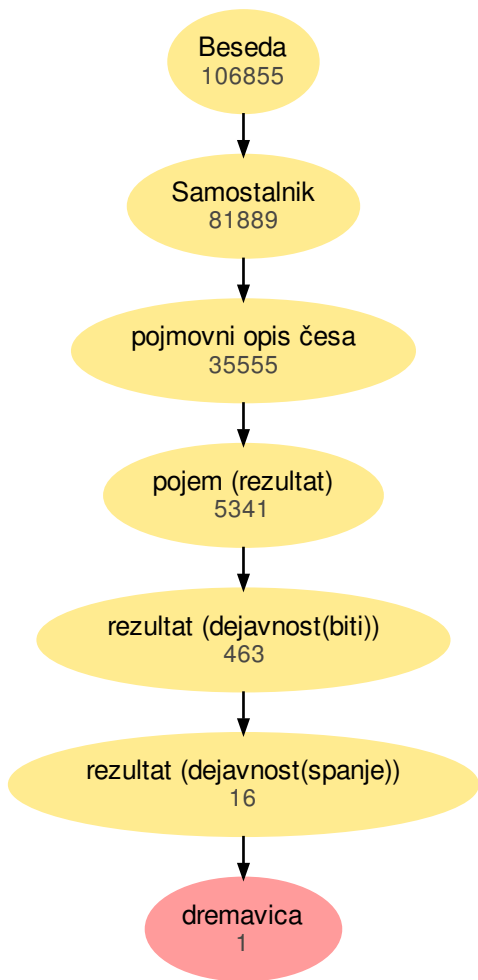 Beseda
106855
Samostalnik
81889
pojmovni opis česa
35555
pojem (rezultat)
5341
rezultat (dejavnost(biti))
463
rezultat (dejavnost(spanje))
16
dremavica
1